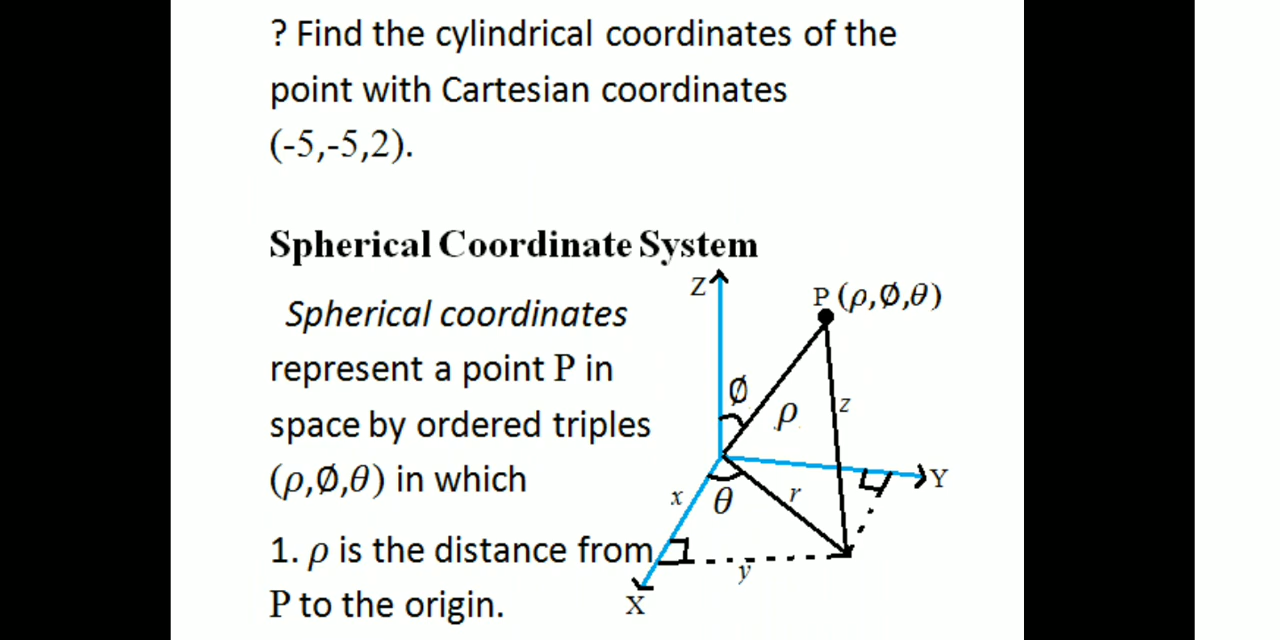 ? Find the cylindrical coordinates of the
point with Cartesian coordinates
(-5,-5,2).
Spherical Coordinate System
Spherical coordinates
represent a point P in
space by ordered triples
(ρ,∅,θ) in which
1. ρ is the distance from
P to the origin.
Z
P (ρ,∅,θ)
∅
ρ
z
Y
x
θ
r
y
X